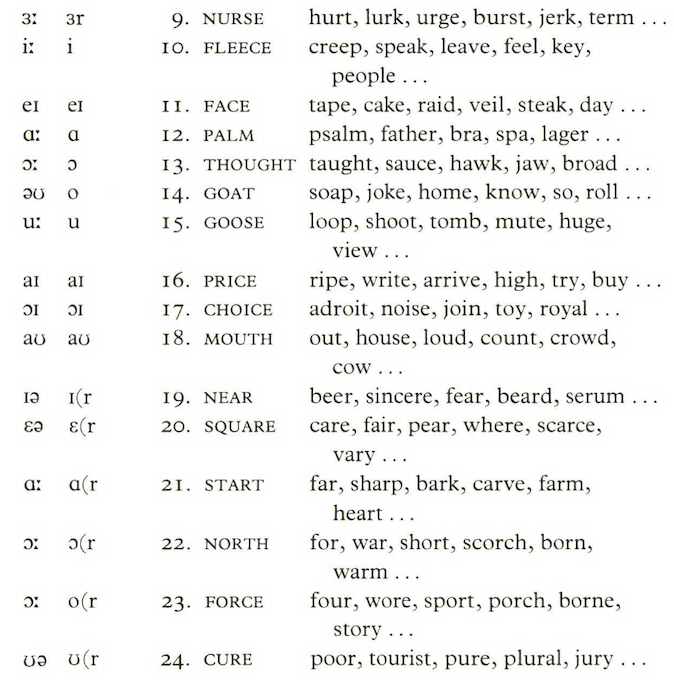 ɜː ɜr 9. NURSE hurt, lurk, urge, burst, jerk, term . . .
iː i 10. FLEECE creep, speak, leave, feel, key,
people . . .
eɪ eɪ 11. FACE tape, cake, raid, veil, steak, day . . .
ɑː ɑ 12. PALM psalm, father, bra, spa, lager . . .
ɔː ɔ 13. THOUGHT taught, sauce, hawk, jaw, broad . . .
əʊ o 14. GOAT soap, joke, home, know, so, roll . . .
uː u 15. GOOSE loop, shoot, tomb, mute, huge,
view . . .
aɪ aɪ 16. PRICE ripe, write, arrive, high, try, buy . . .
ɔɪ ɔɪ 17. CHOICE adroit, noise, join, toy, royal . . .
aʊ aʊ 18. MOUTH out, house, loud, count, crowd,
cow . . .
ɪə ɪ(r 19. NEAR beer, sincere, fear, beard, serum . . .
ɛə ɛ(r 20. SQUARE care, fair, pear, where, scarce,
vary . . .
ɑː ɑ(r 21. START far, sharp, bark, carve, farm,
heart . . .
ɔː ɔ(r 22. NORTH for, war, short, scorch, born,
warm . . .
ɔː o(r 23. FORCE four, wore, sport, porch, borne,
story . . .
ʊə ʊ(r 24. CURE poor, tourist, pure, plural, jury . . .